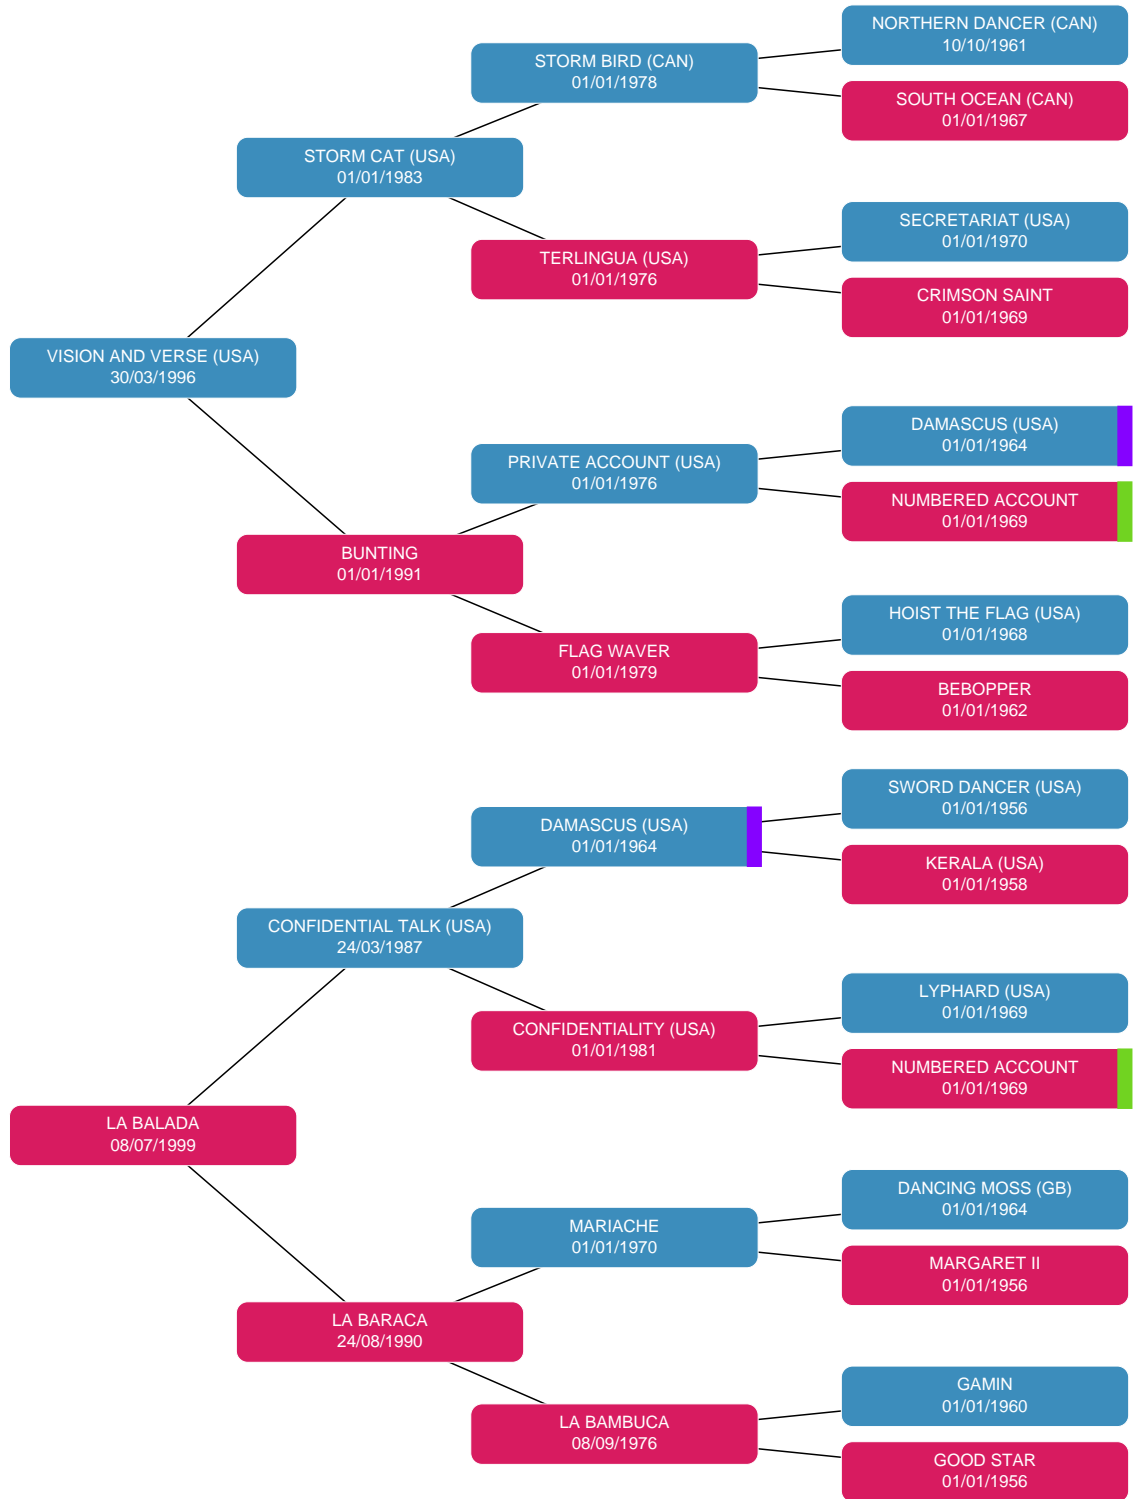 NORTHERN DANCER (CAN)
10/10/1961
STORM BIRD (CAN)
01/01/1978
SOUTH OCEAN (CAN)
01/01/1967
STORM CAT (USA)
01/01/1983
SECRETARIAT (USA)
01/01/1970
TERLINGUA (USA)
01/01/1976
CRIMSON SAINT
01/01/1969
VISION AND VERSE (USA)
30/03/1996
DAMASCUS (USA)
01/01/1964
PRIVATE ACCOUNT (USA)
01/01/1976
NUMBERED ACCOUNT
01/01/1969
BUNTING
01/01/1991
HOIST THE FLAG (USA)
01/01/1968
FLAG WAVER
01/01/1979
BEBOPPER
01/01/1962
SWORD DANCER (USA)
01/01/1956
DAMASCUS (USA)
01/01/1964
KERALA (USA)
01/01/1958
CONFIDENTIAL TALK (USA)
24/03/1987
LYPHARD (USA)
01/01/1969
CONFIDENTIALITY (USA)
01/01/1981
NUMBERED ACCOUNT
01/01/1969
LA BALADA
08/07/1999
DANCING MOSS (GB)
01/01/1964
MARIACHE
01/01/1970
MARGARET II
01/01/1956
LA BARACA
24/08/1990
GAMIN
01/01/1960
LA BAMBUCA
08/09/1976
GOOD STAR
01/01/1956